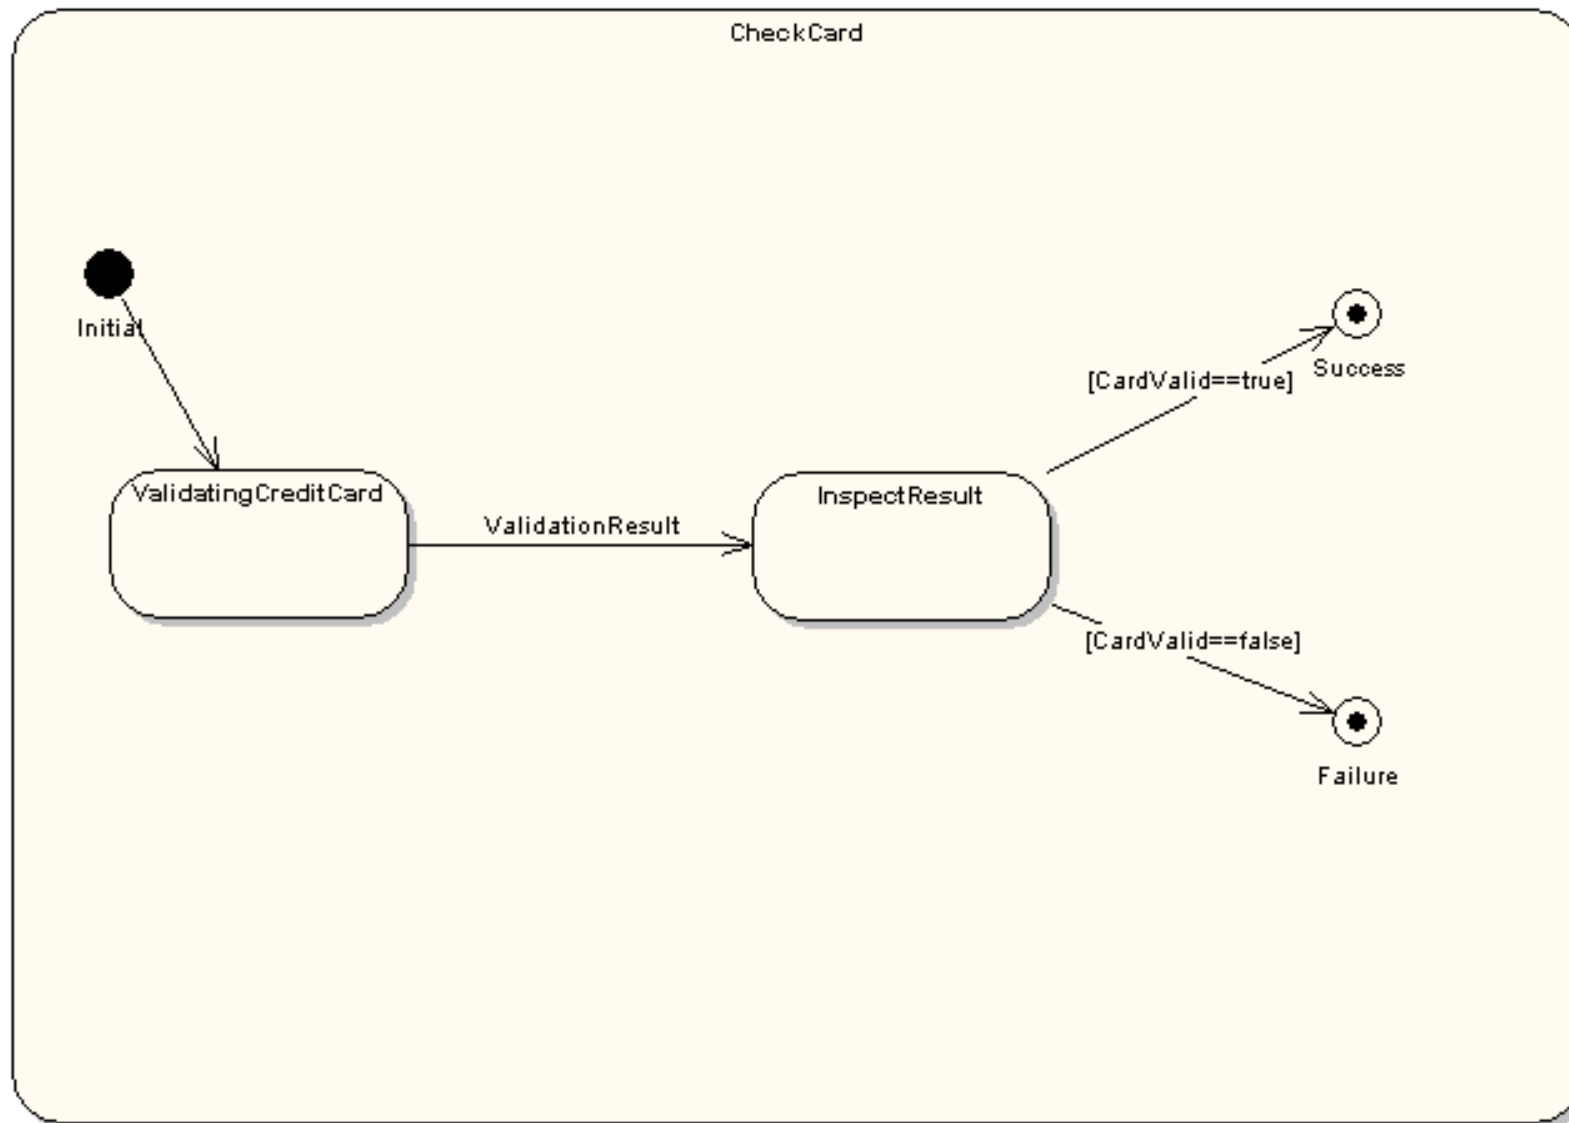 CheckCard
Initial
Success
[CardValid==true]
ValidatingCreditCard
InspectResult
ValidationResult
[CardValid==false]
Failure